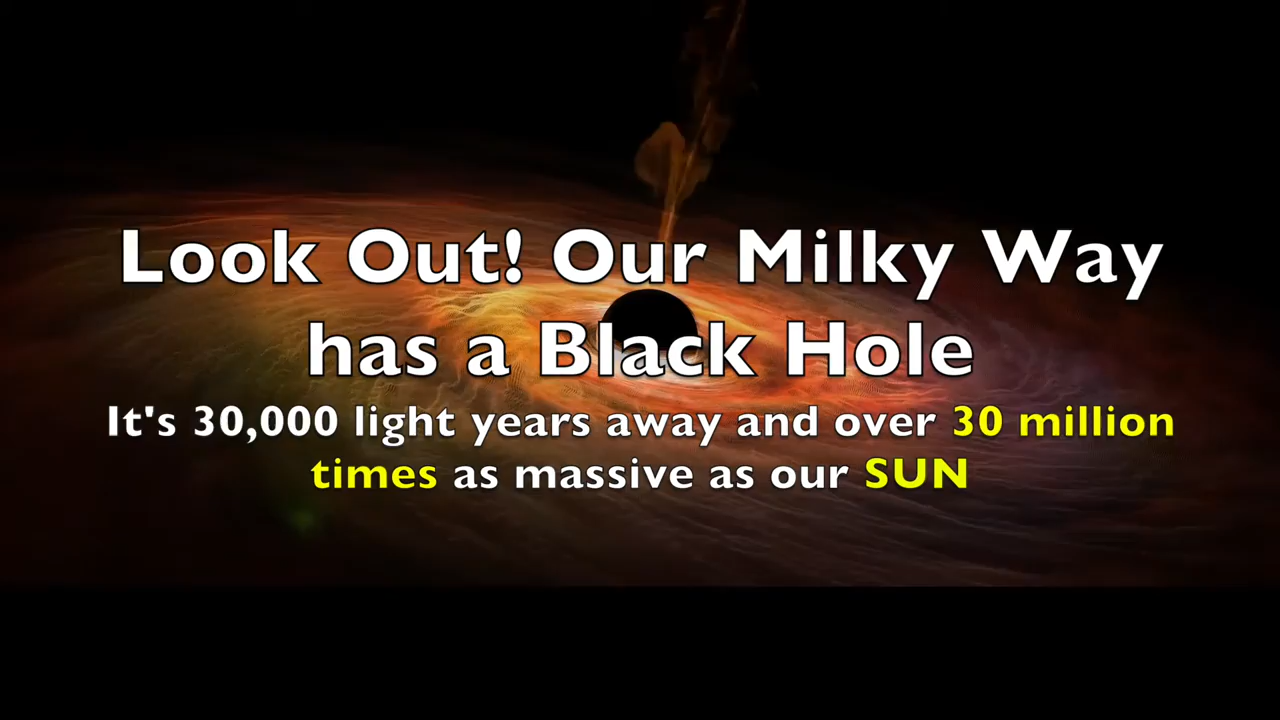 Look Out! Our Milky Way
has a Black Hole
It's 30,000 light years away and over 30 million
times as massive as our SUN